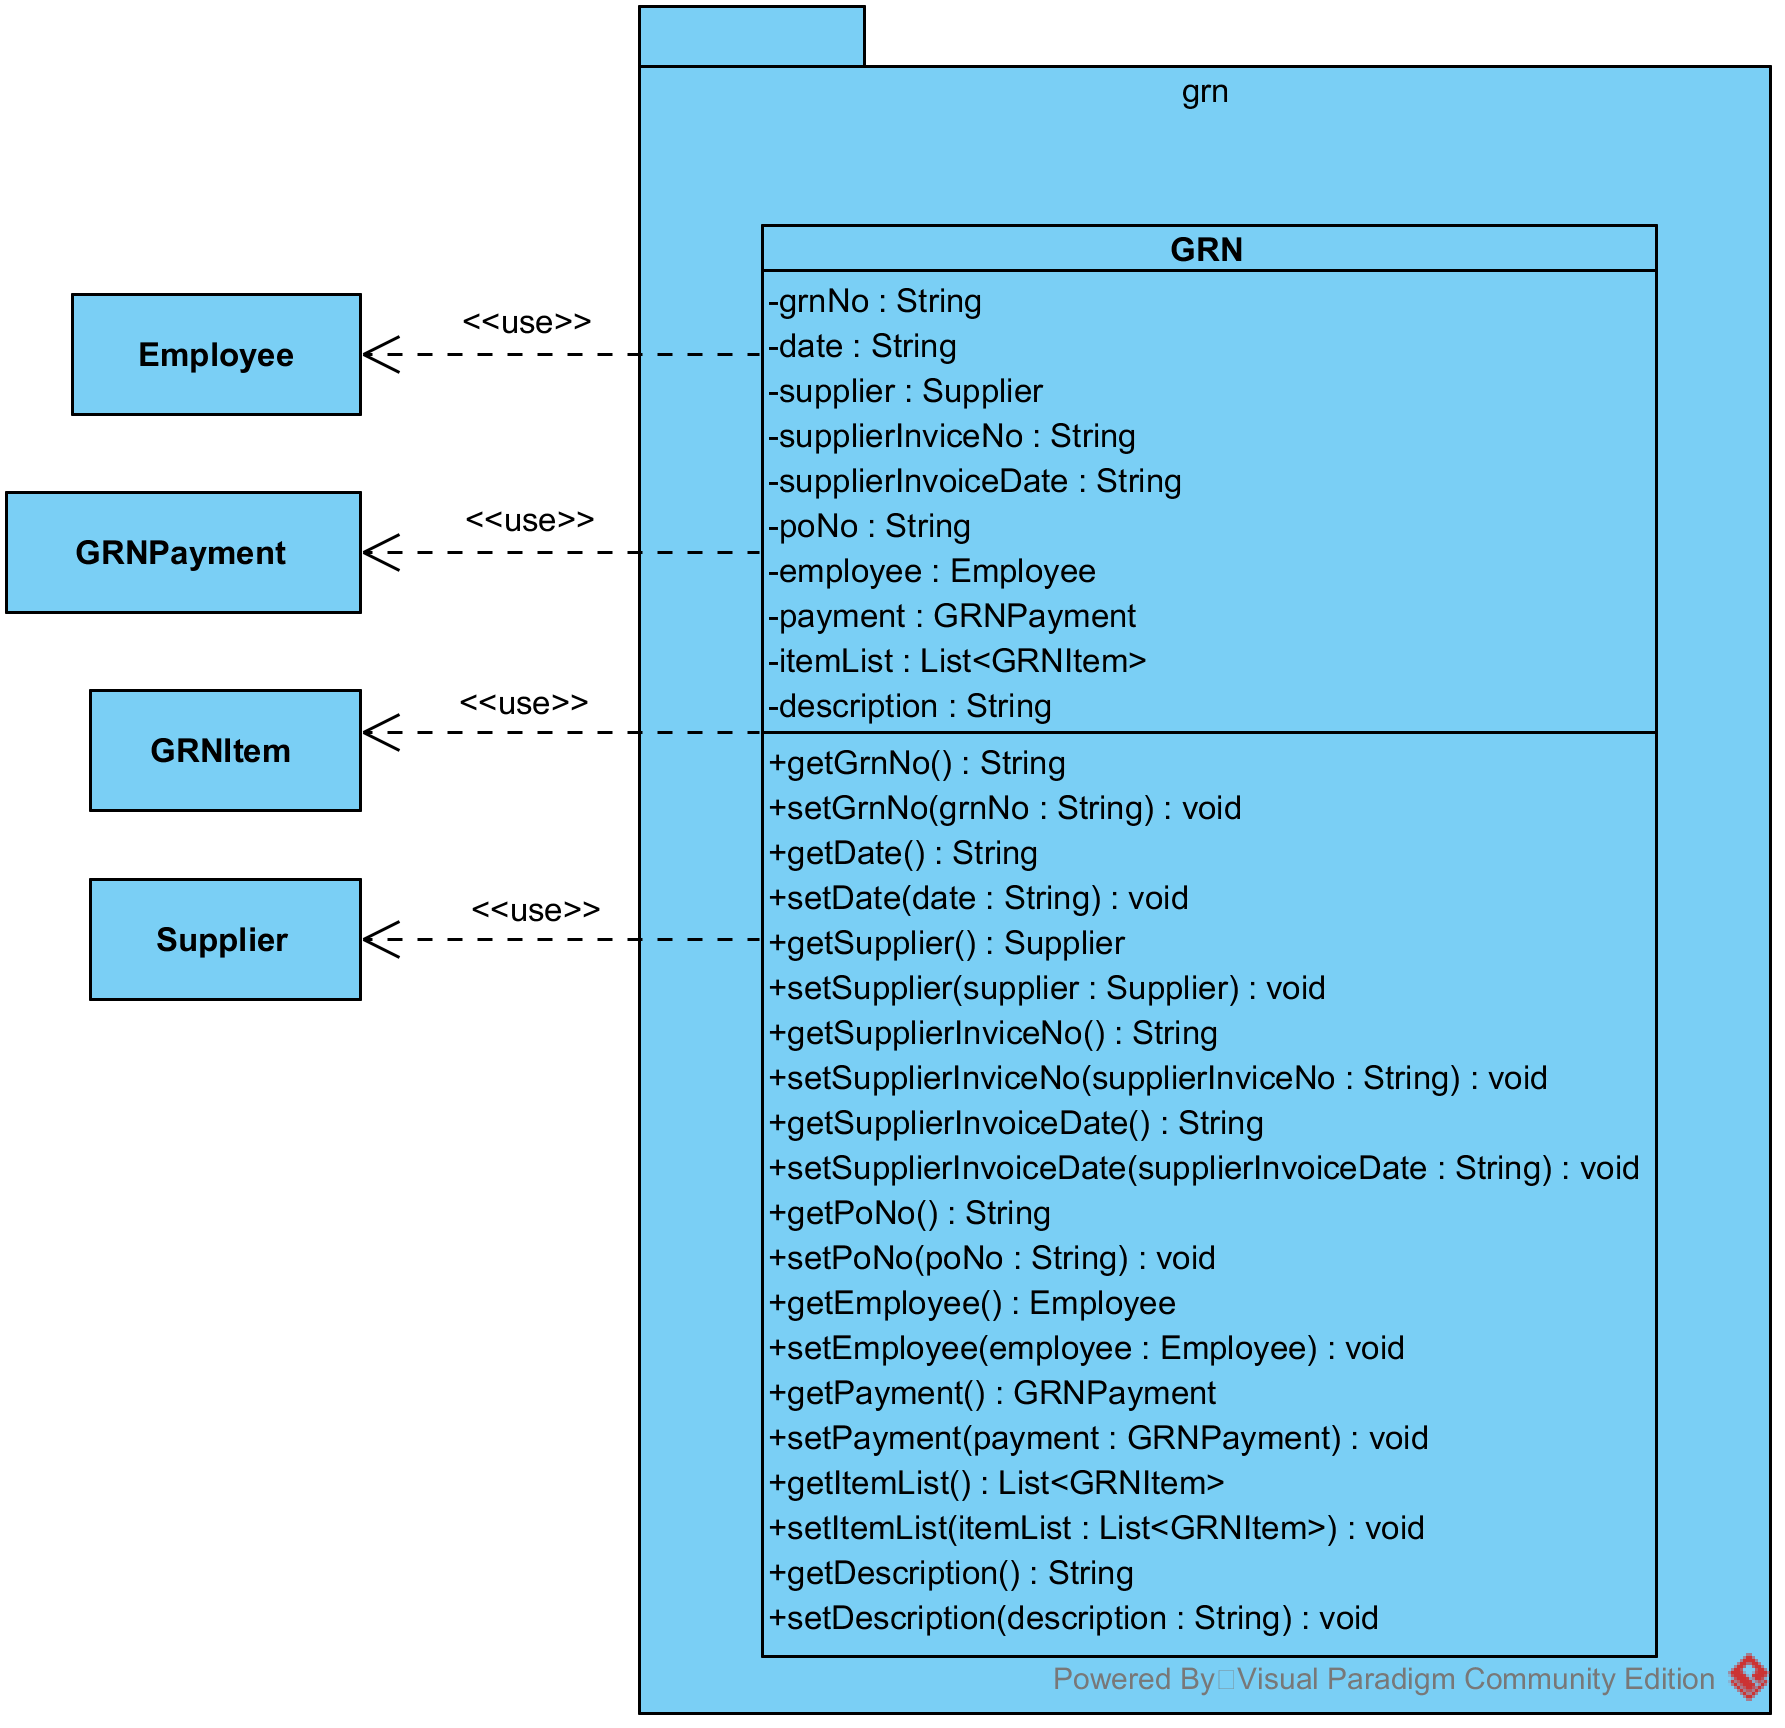 grn
GRN
-grnNo : String
-date : String
-supplier : Supplier
-supplierInviceNo : String
-supplierInvoiceDate : String
-poNo : String
-employee : Employee
-payment : GRNPayment
-itemList : List<GRNItem>
-description : String
+getGrnNo() : String
+setGrnNo(grnNo : String) : void
+getDate() : String
+setDate(date : String) : void
+getSupplier() : Supplier
+setSupplier(supplier : Supplier) : void
+getSupplierInviceNo() : String
+setSupplierInviceNo(supplierInviceNo : String) : void
+getSupplierInvoiceDate() : String
+setSupplierInvoiceDate(supplierInvoiceDate : String) : void
+getPoNo() : String
+setPoNo(poNo : String) : void
+getEmployee() : Employee
+setEmployee(employee : Employee) : void
+getPayment() : GRNPayment
+setPayment(payment : GRNPayment) : void
+getItemList() : List<GRNItem>
+setItemList(itemList : List<GRNItem>) : void
+getDescription() : String
+setDescription(description : String) : void
Employee
<<use>>
GRNPayment
<<use>>
GRNItem
<<use>>
Supplier
<<use>>
Powered By Visual Paradigm Community Edition